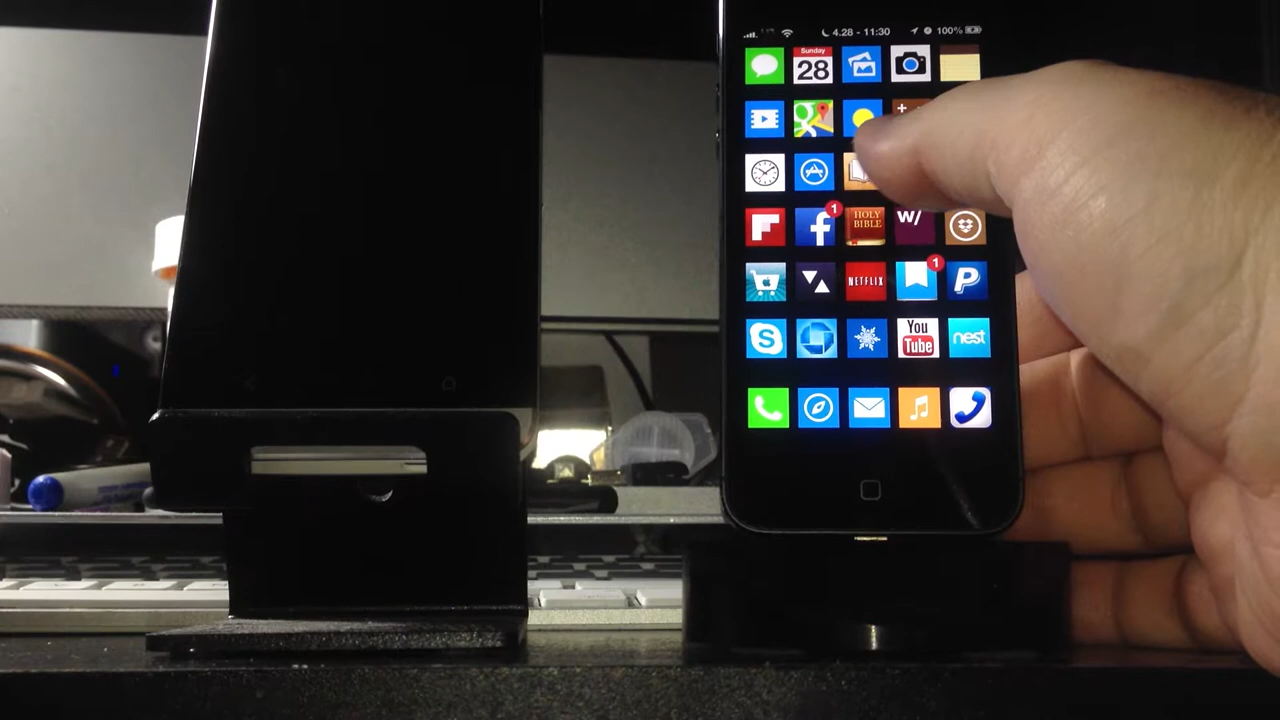 4.28 - 11:30
100%
Sunday
28
W/
1
HOLY
BIBLE
1
NETFLIX
You
Tube
nest